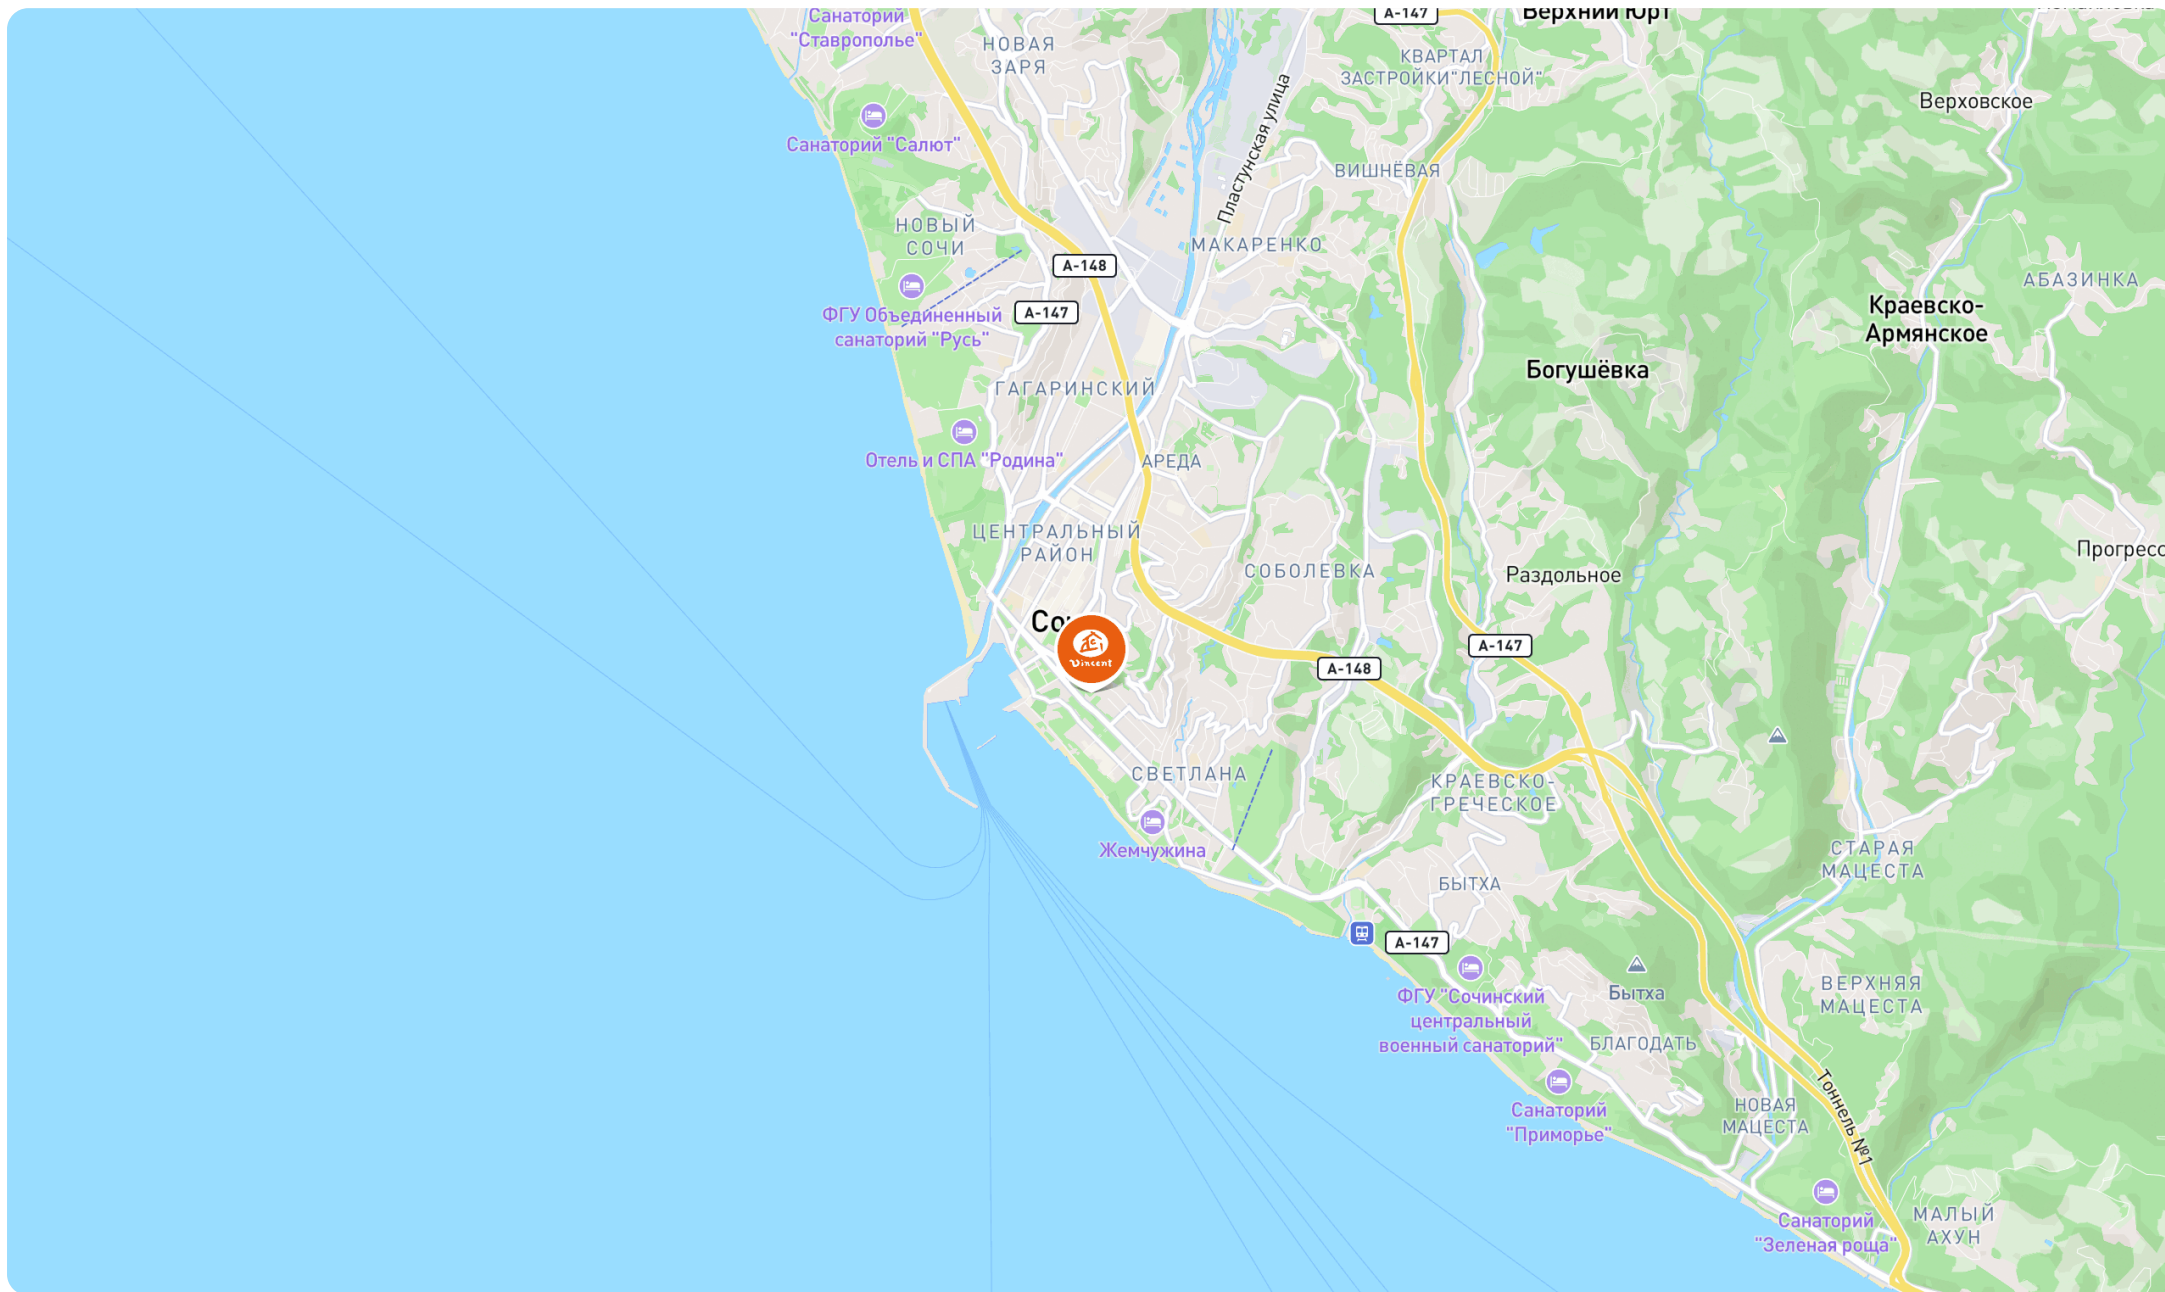 Санаторий
"Ставрополье"
НОВАЯ
ЗАРЯ
А-147
Верхний Юрт
КВАРТАЛ
ЗАСТРОЙКИ"ЛЕСНОЙ"
Верховское
Санаторий "Салют"
Пластунская улица
ВИШНЁВАЯ
НОВЫЙ
СОЧИ
МАКАРЕНКО
А-148
АБАЗИНКА
ФГУ Объединенный
санаторий "Русь"
А-147
Краевско-
Армянское
Богушёвка
ГАГАРИНСКИЙ
Отель и СПА "Родина"
АРЕДА
ЦЕНТРАЛЬНЫЙ
РАЙОН
СОБОЛЕВКА
Раздольное
Прогресс
Vincent
А-147
А-148
СВЕТЛАНА
КРАЕВСКО-
ГРЕЧЕСКОЕ
Жемчужина
СТАРАЯ
МАЦЕСТА
БЫТХА
А-147
ФГУ "Сочинский
центральный
военный санаторий"
Бытха
ВЕРХНЯЯ
МАЦЕСТА
БЛАГОДАТЬ
Санаторий
"Приморье"
НОВАЯ
МАЦЕСТА
Тоннель №1
Санаторий
"Зеленая роща"
МАЛЫЙ
АХУН